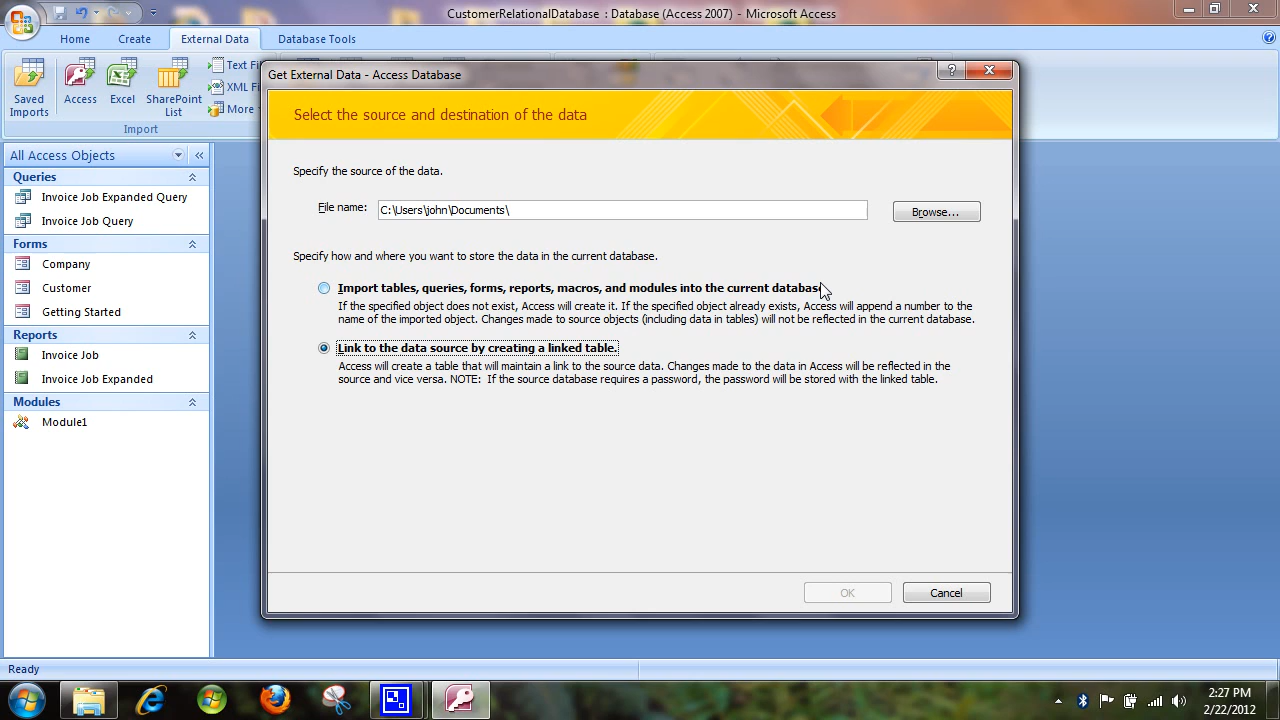 CustomerRelationalDatabase : Database (Access 2007) - Microsoft Access
Home
Create
External Data
Database Tools
Saved Imports
Access
Excel
SharePoint List
Text Fi
XML Fi
More
Import
Get External Data - Access Database
Select the source and destination of the data
Specify the source of the data.
File name:
C:\Users\john\Documents\
Browse...
Specify how and where you want to store the data in the current database.
Import tables, queries, forms, reports, macros, and modules into the current database.
If the specified object does not exist, Access will create it. If the specified object already exists, Access will append a number to the
name of the imported object. Changes made to source objects (including data in tables) will not be reflected in the current database.
Link to the data source by creating a linked table.
Access will create a table that will maintain a link to the source data. Changes made to the data in Access will be reflected in the
source and vice versa. NOTE: If the source database requires a password, the password will be stored with the linked table.
OK
Cancel
All Access Objects
Queries
Invoice Job Expanded Query
Invoice Job Query
Forms
Company
Customer
Getting Started
Reports
Invoice Job
Invoice Job Expanded
Modules
Module1
Ready
2:27 PM
2/22/2012